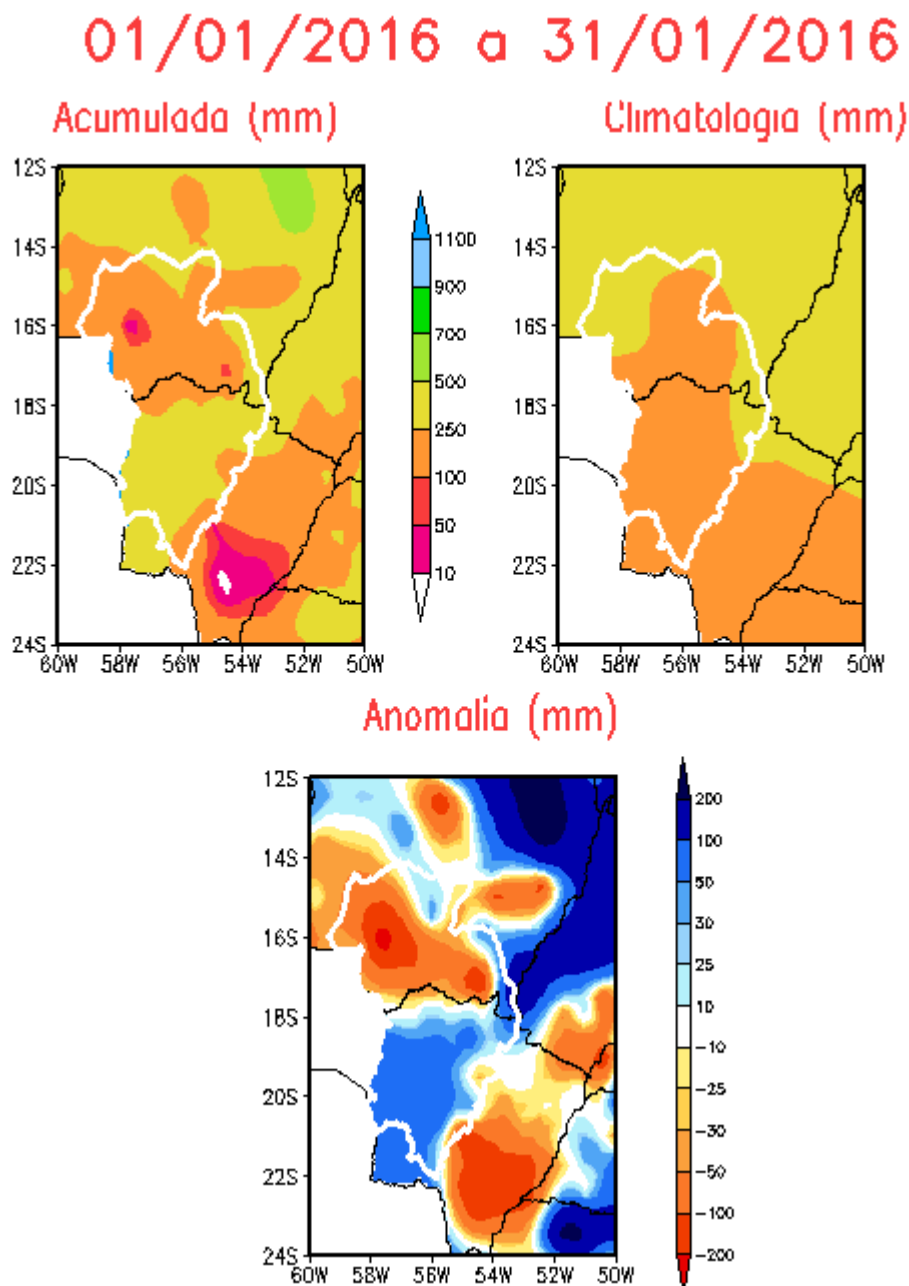 01/01/2016 a 31/01/2016
Acumulada (mm)
Climatologia (mm)
12S
14S
16S
18S
20S
22S
24S
60W 58W 56W 54W 52W 50W
1100
900
700
500
250
100
50
10
12S
14S
16S
18S
20S
22S
24S
60W 58W 56W 54W 52W 50W
Anomalia (mm)
12S
14S
16S
18S
20S
22S
24S
60W 58W 56W 54W 52W 50W
200
100
50
30
25
10
-10
-25
-30
-50
-100
-200